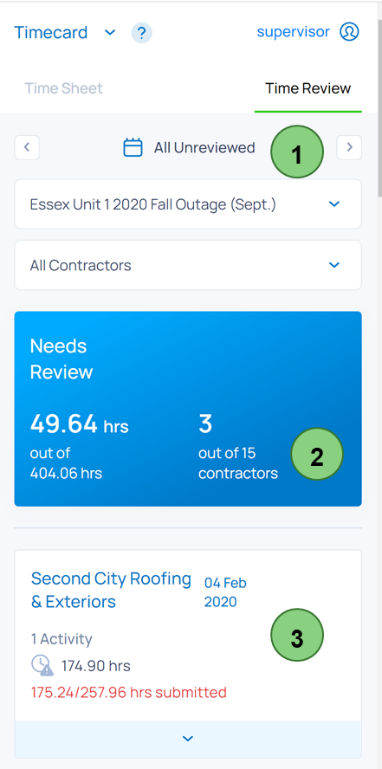 Timecard ? supervisor
Time Sheet Time Review
All Unreviewed 1
Essex Unit 1 2020 Fall Outage (Sept.)
All Contractors
Needs
Review
49.64 hrs 3
out of out of 15
404.06 hrs contractors 2
Second City Roofing 04 Feb
& Exteriors 2020
1 Activity 3
174.90 hrs
175.24/257.96 hrs submitted